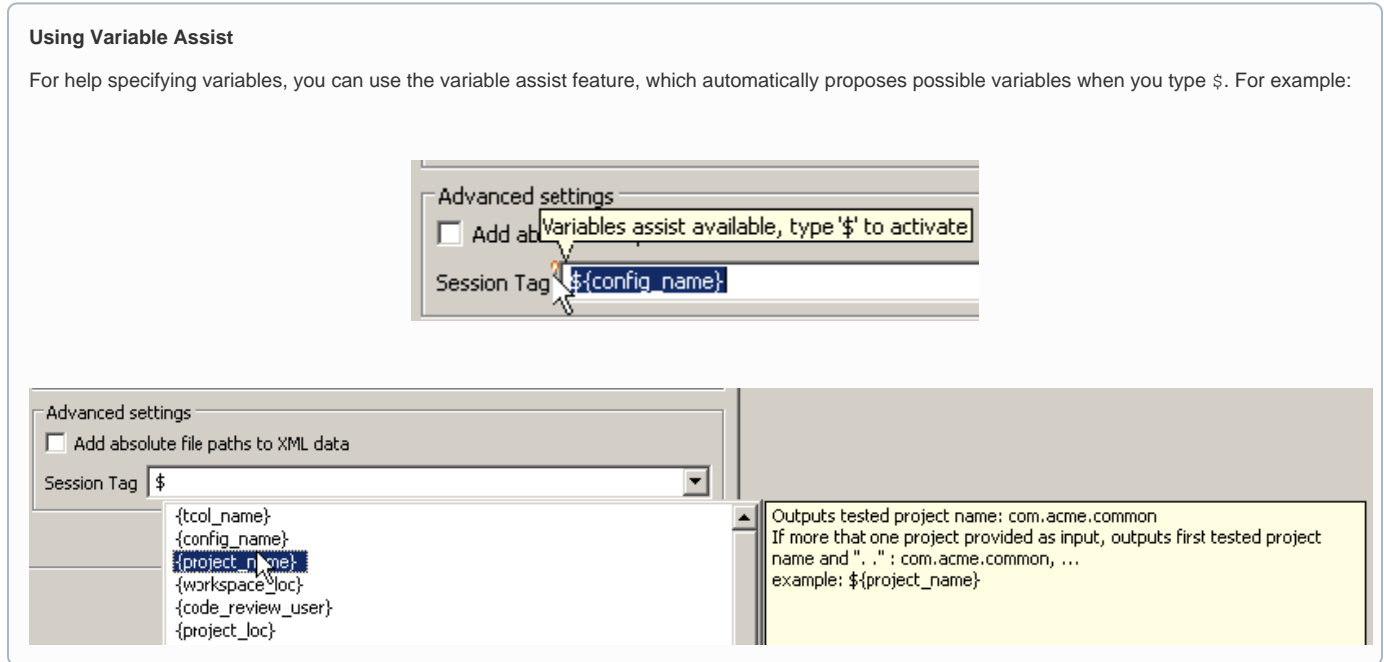 Using Variable Assist
For help specifying variables, you can use the variable assist feature, which automatically proposes possible variables when you type $. For example:
Advanced settings
Variables assist available, type '$' to activate
Add ab
Session Tag ${config_name}
Advanced settings
Add absolute file paths to XML data
Session Tag $
{tcol_name}
{config_name}
{project_name}
{workspace_loc}
{code_review_user}
{project_loc}
Outputs tested project name: com.acme.common
If more that one project provided as input, outputs first tested project
name and ". ." : com.acme.common, ...
example: ${project_name}